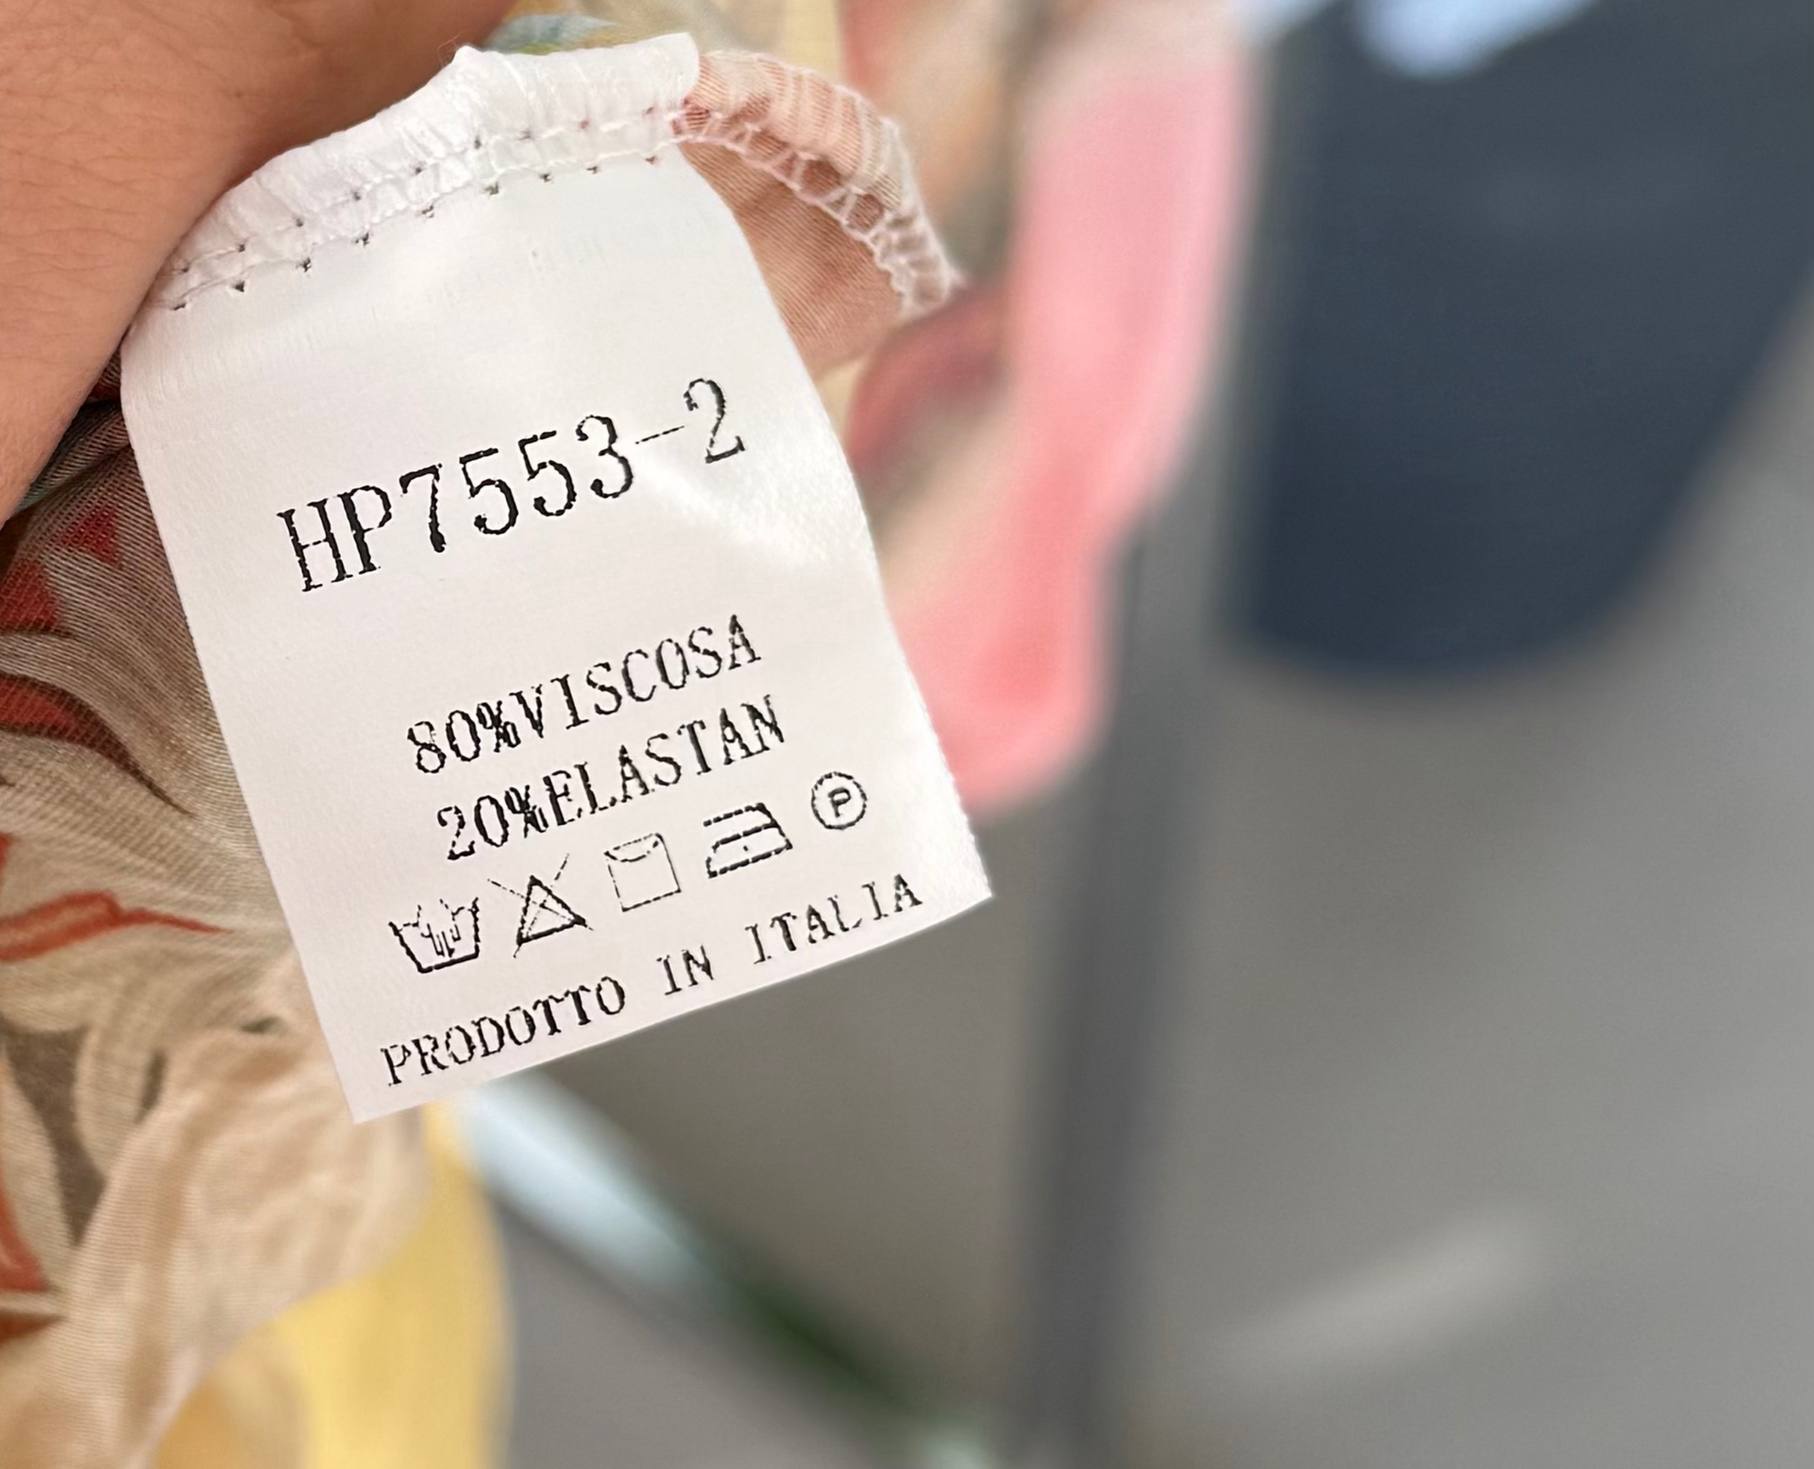 HP7553-2
80%VISCOSA
20%ELASTAN
P
PRODOTTO IN ITALIA